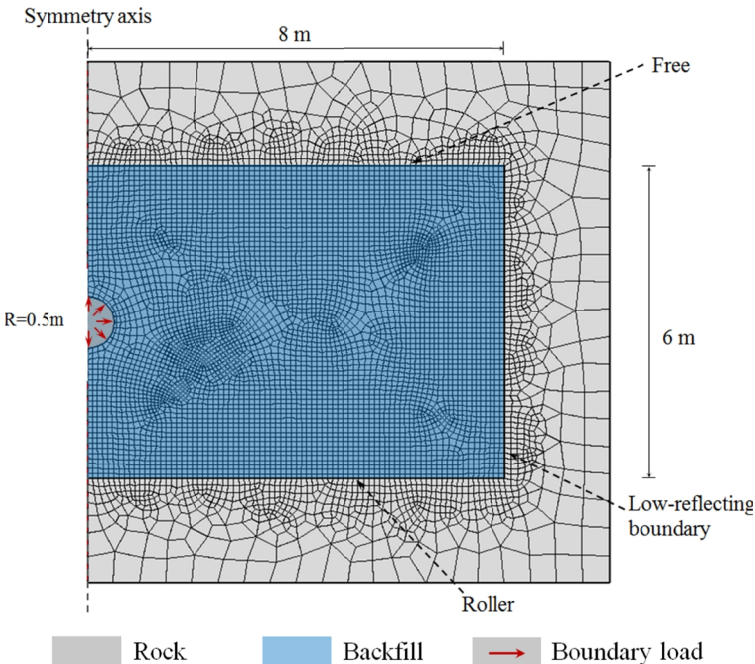 Symmetry axis
8 m
Free
R=0.5m
6 m
Low-reflecting
boundary
Roller
Rock
Backfill
Boundary load